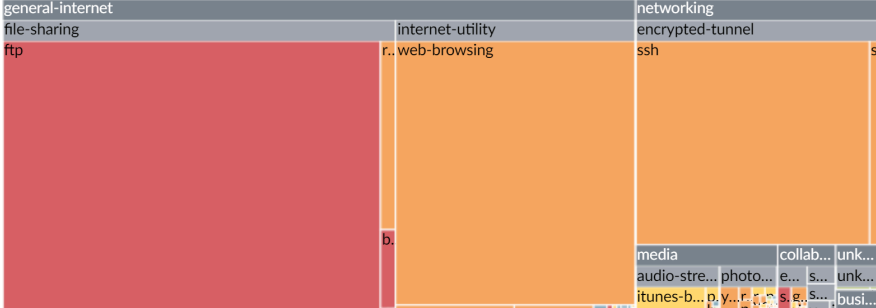 general-internet
networking
file-sharing
internet-utility
encrypted-tunnel
ftp
r...
web-browsing
ssh
s
b.
media
collab...
unk...
audio-stre...
photo...
e...
s...
unk...
itunes-b...
p.
y...
r.
s.
g..
s...
busi...